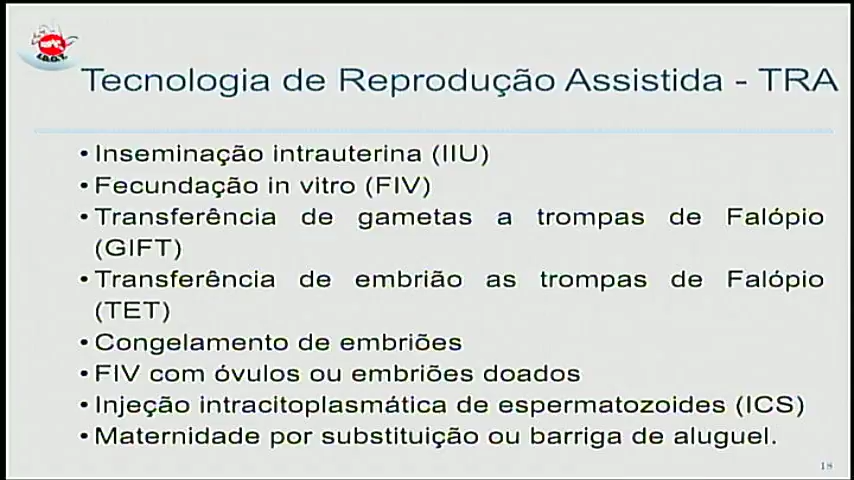 Tecnologia de Reprodução Assistida - TRA
• Inseminação intrauterina (IIU)
• Fecundação in vitro (FIV)
• Transferência de gametas a trompas de Falópio
(GIFT)
• Transferência de embrião as trompas de Falópio
(TET)
• Congelamento de embriões
• FIV com óvulos ou embriões doados
• Injeção intracitoplasmática de espermatozoides (ICS)
• Maternidade por substituição ou barriga de aluguel.
18